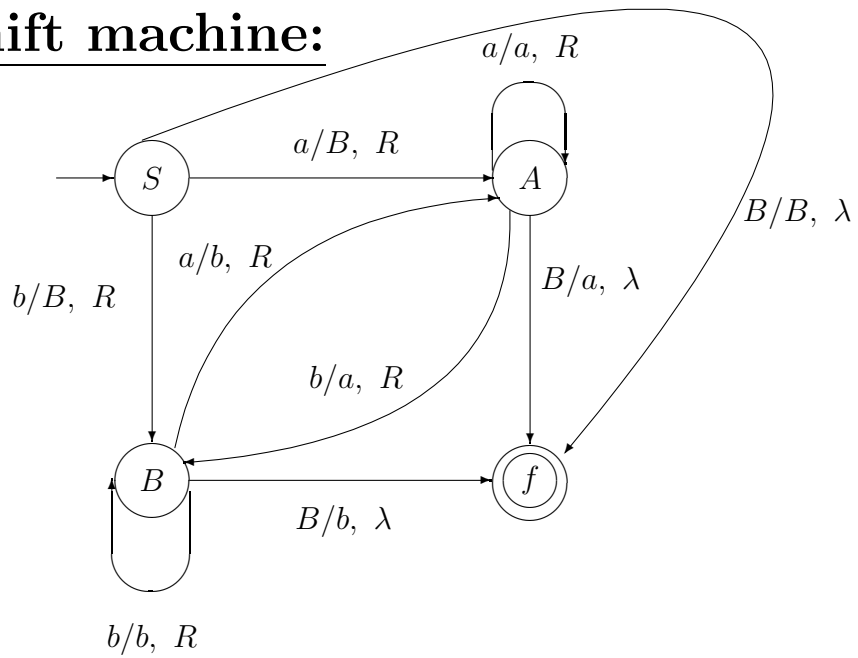 ift machine:
a/a, R
a/B, R
S
A
B/B, λ
a/b, R
B/a, λ
b/B, R
b/a, R
B
f
B/b, λ
b/b, R